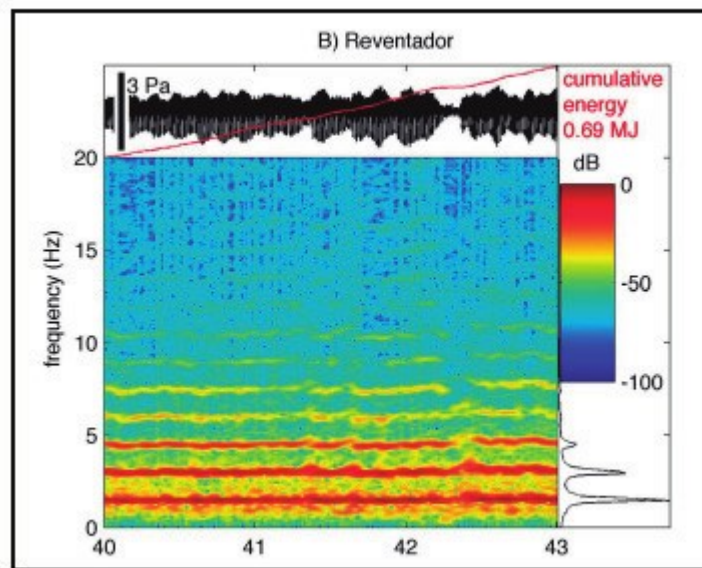 B) Reventador
3 Pa
cumulative
energy
0.69 MJ
dB
0
-50
-100
20
15
10
5
0
frequency (Hz)
40
41
42
43